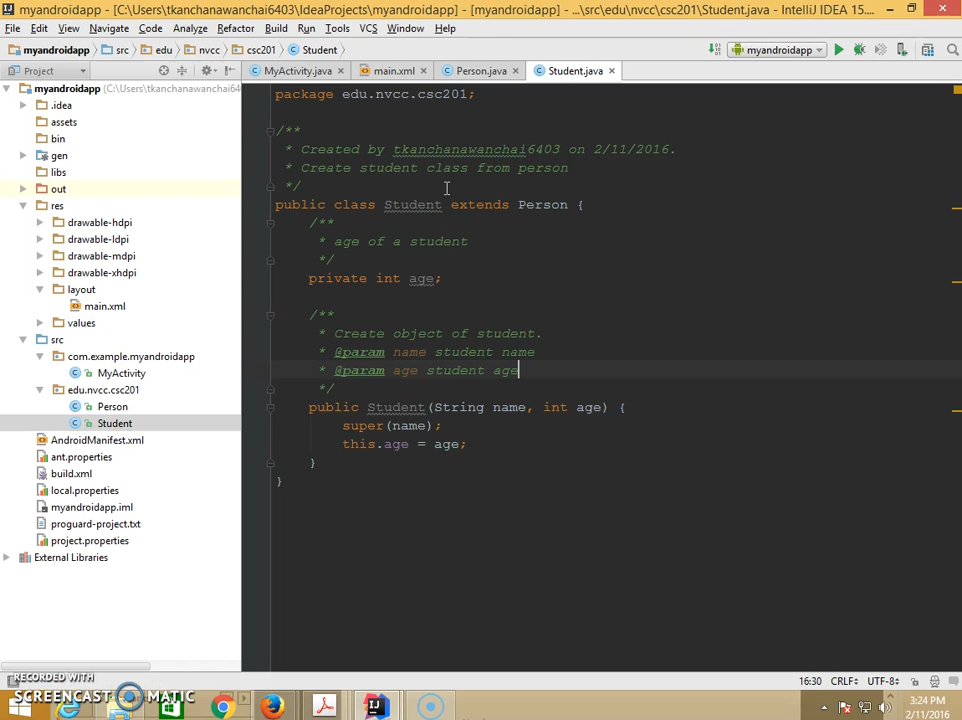 myandroidapp - [C:\Users\tkanchanawanchai6403\IdeaProjects\myandroidapp] - [myandroidapp] - ...\src\edu\nvcc\csc201\Student.java - IntelliJ IDEA 15....
File Edit View Navigate Code Analyze Refactor Build Run Tools VCS Window Help
myandroidapp src edu nvcc csc201 Student myandroidapp
Project MyActivity.java main.xml Person.java Student.java
myandroidapp (C:\Users\tkanchanawanchai64
.idea
assets
bin
gen
libs
out
res
drawable-hdpi
drawable-ldpi
drawable-mdpi
drawable-xhdpi
layout
main.xml
values
src
com.example.myandroidapp
MyActivity
edu.nvcc.csc201
Person
Student
AndroidManifest.xml
ant.properties
build.xml
local.properties
myandroidapp.iml
proguard-project.txt
project.properties
External Libraries
package edu.nvcc.csc201;
/**
* Created by tkanchanawanchai6403 on 2/11/2016.
* Create student class from person
*/
public class Student extends Person {
/**
* age of a student
*/
private int age;
/**
* Create object of student.
* @param name student name
* @param age student age
*/
public Student(String name, int age) {
super(name);
this.age = age;
}
}
16:30 CRLF UTF-8
RECORDED WITH
SCREENCAST MATIC
3:24 PM
2/11/2016